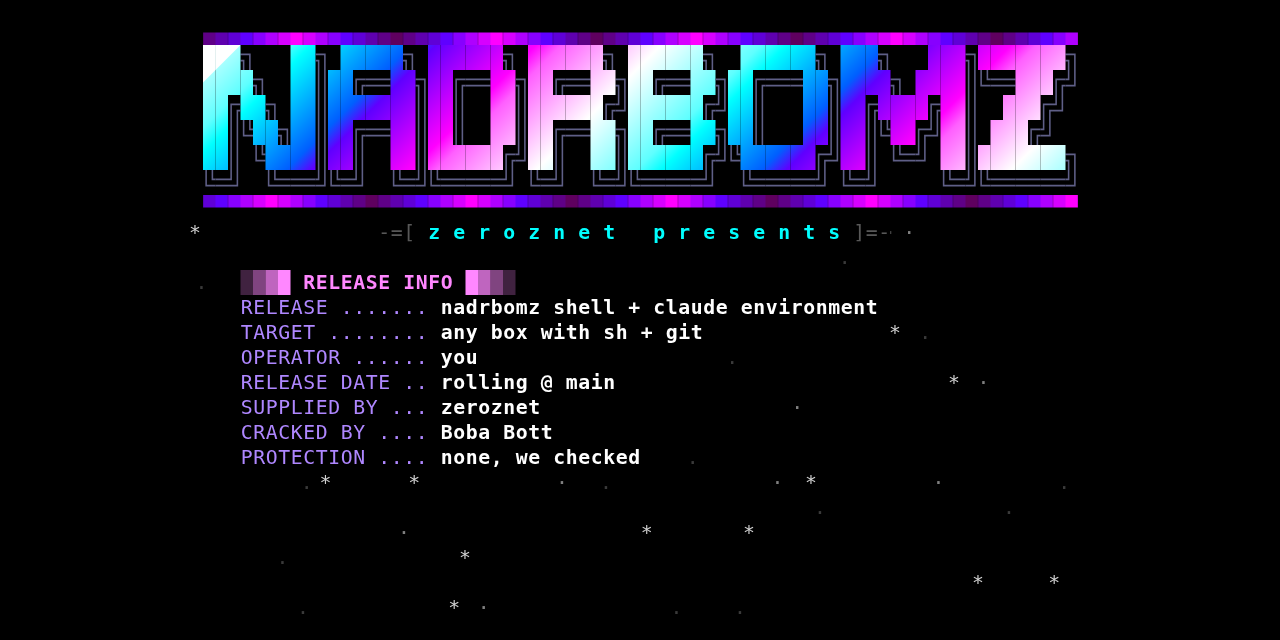 NADRBOMZ
-=[ zeroznet presents ]=-
RELEASE INFO
RELEASE ....... nadrbomz shell + claude environment
TARGET ........ any box with sh + git
OPERATOR ...... you
RELEASE DATE .. rolling @ main
SUPPLIED BY ... zeroznet
CRACKED BY .... Boba Bott
PROTECTION .... none, we checked